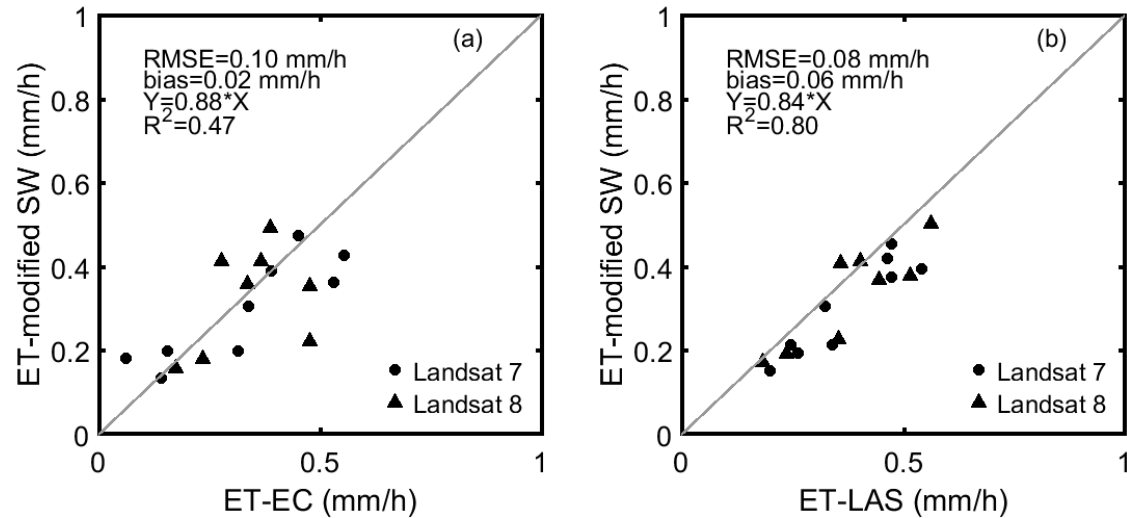 (a)
RMSE=0.10 mm/h
bias=0.02 mm/h
Y=0.88*X
R²=0.47
ET-modified SW (mm/h)
1
0.8
0.6
0.4
0.2
0
Landsat 7
Landsat 8
0
0.5
1
ET-EC (mm/h)
(b)
RMSE=0.08 mm/h
bias=0.06 mm/h
Y=0.84*X
R²=0.80
ET-modified SW (mm/h)
1
0.8
0.6
0.4
0.2
0
Landsat 7
Landsat 8
0
0.5
1
ET-LAS (mm/h)